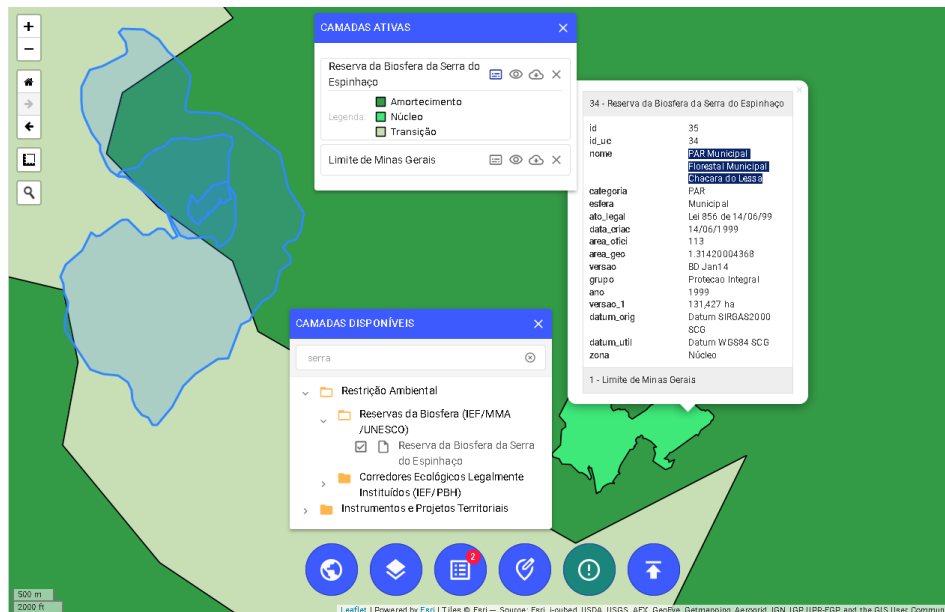 +
−
CAMADAS ATIVAS
Reserva da Biosfera da Serra do
Espinhaço
Legenda:
Amortecimento
Núcleo
Transição
Limite de Minas Gerais
34 - Reserva da Biosfera da Serra do Espinhaço
id 35
id_uc 34
nome PAR Municipal
Florestal Municipal
Chacara do Lessa
categoria PAR
esfera Municipal
ato_legal Lei 856 de 14/06/99
data_criac 14/06/1999
area_ofici 113
area_geo 1.31420004368
versao BD Jan14
grupo Protecao Integral
ano 1999
versao_1 131,427 ha
datum_orig Datum SIRGAS2000
SCG
datum_util Datum WGS84 SCG
zona Núcleo
1 - Limite de Minas Gerais
CAMADAS DISPONÍVEIS
serra
Restrição Ambiental
Reservas da Biosfera (IEF/MMA
/UNESCO)
Reserva da Biosfera da Serra
do Espinhaço
Corredores Ecológicos Legalmente
Instituídos (IEF/PBH)
Instrumentos e Projetos Territoriais
2
500 m
2000 ft
Leaflet | Powered by Esri | Tiles © Esri — Source: Esri, i-cubed, USDA, USGS, AEX, GeoEye, Getmapping, Aerogrid, IGN, IGP, UPR-EGP, and the GIS User Commun